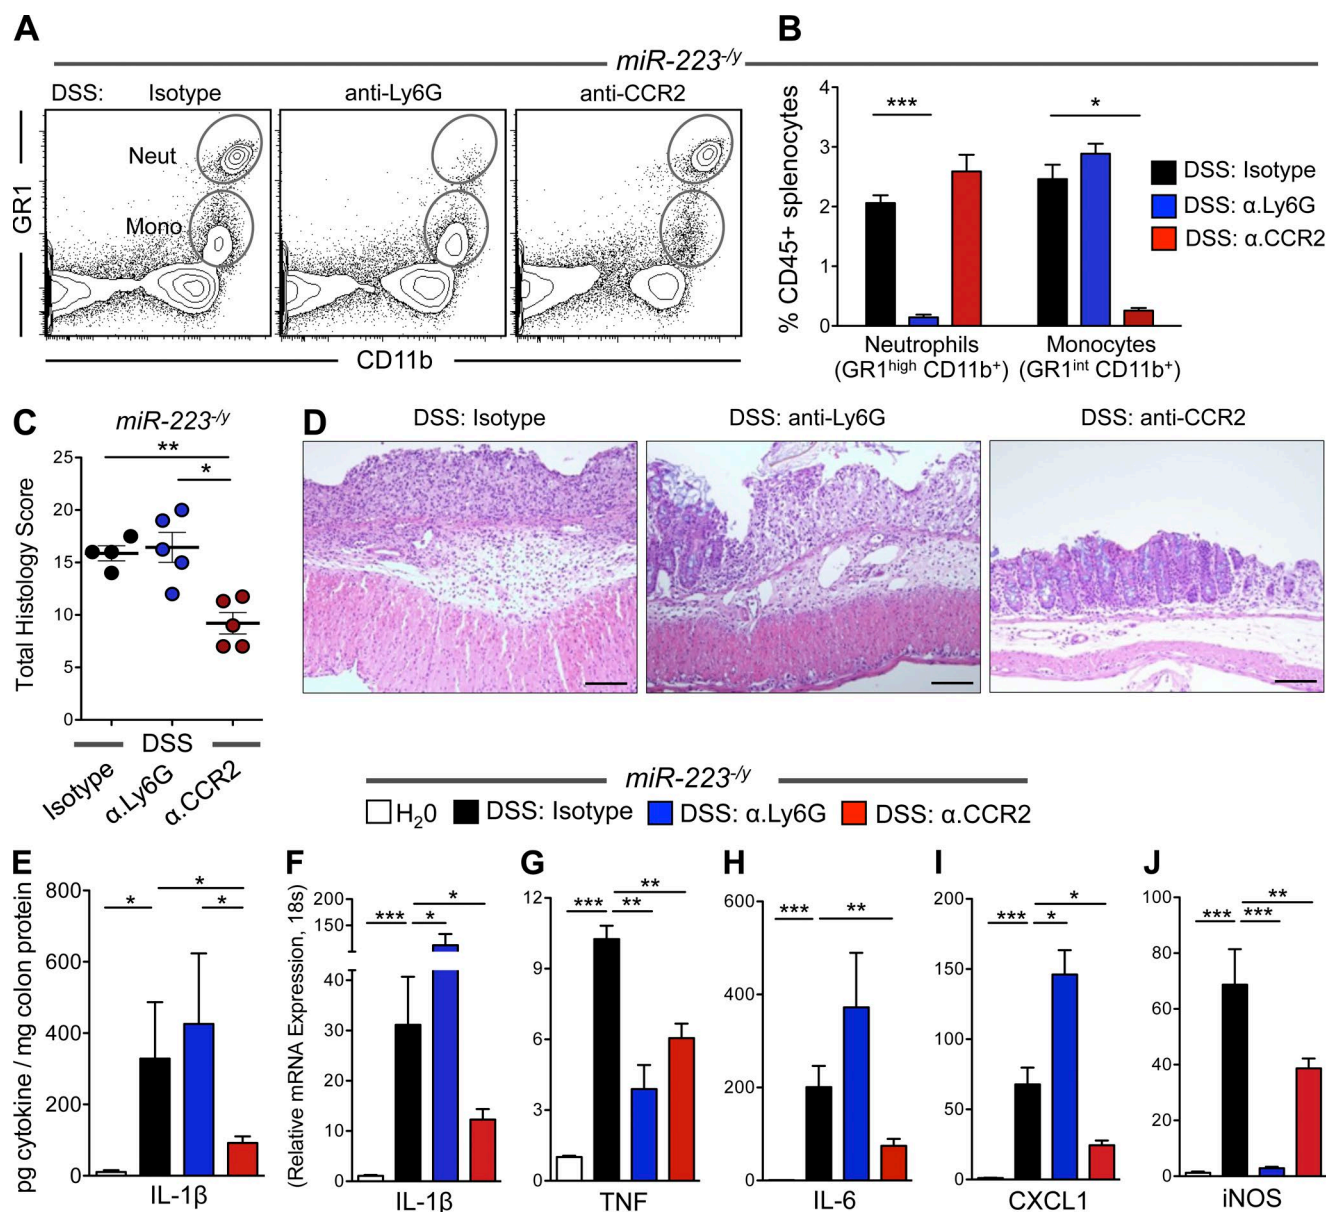 A
B
miR-223-/y
DSS: Isotype
anti-Ly6G
anti-CCR2
Neut
Mono
GR1
CD11b
% CD45+ splenocytes
4
3
2
1
0
***
*
Neutrophils
(GR1high CD11b+)
Monocytes
(GR1int CD11b+)
DSS: Isotype
DSS: α.Ly6G
DSS: α.CCR2
C
miR-223-/y
**
*
Total Histology Score
25
20
15
10
5
0
DSS
Isotype
α.Ly6G
α.CCR2
D
DSS: Isotype
DSS: anti-Ly6G
DSS: anti-CCR2
miR-223-/y
H20
DSS: Isotype
DSS: α.Ly6G
DSS: α.CCR2
E
pg cytokine / mg colon protein
800
600
400
200
0
*
*
*
IL-1β
F
(Relative mRNA Expression, 18s)
200
150
40
30
20
10
0
*
***
*
IL-1β
G
12
9
6
3
0
**
***
**
TNF
H
600
400
200
0
***
**
IL-6
I
200
150
100
50
0
*
***
*
CXCL1
J
100
80
60
40
20
0
**
***
***
iNOS